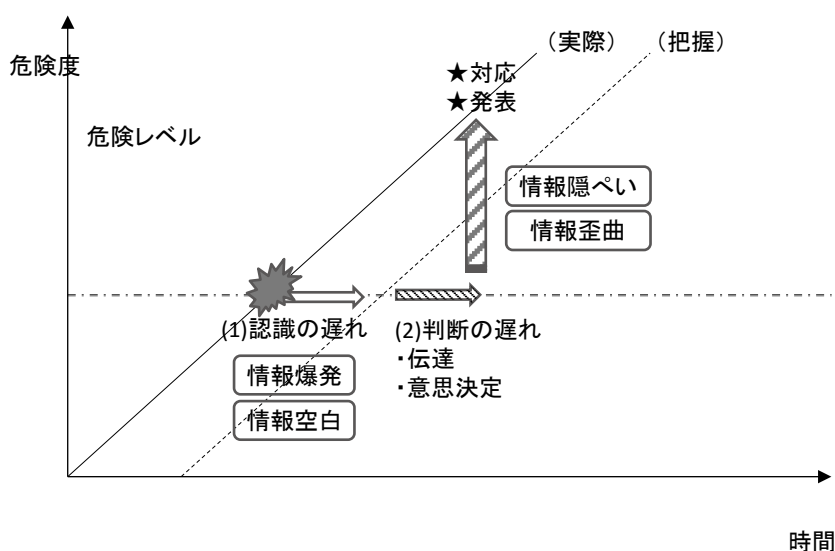 危険度
（実際）
（把握）
★対応
★発表
危険レベル
情報隠ぺい
情報歪曲
(1)認識の遅れ
(2)判断の遅れ
・伝達
・意思決定
情報爆発
情報空白
時間